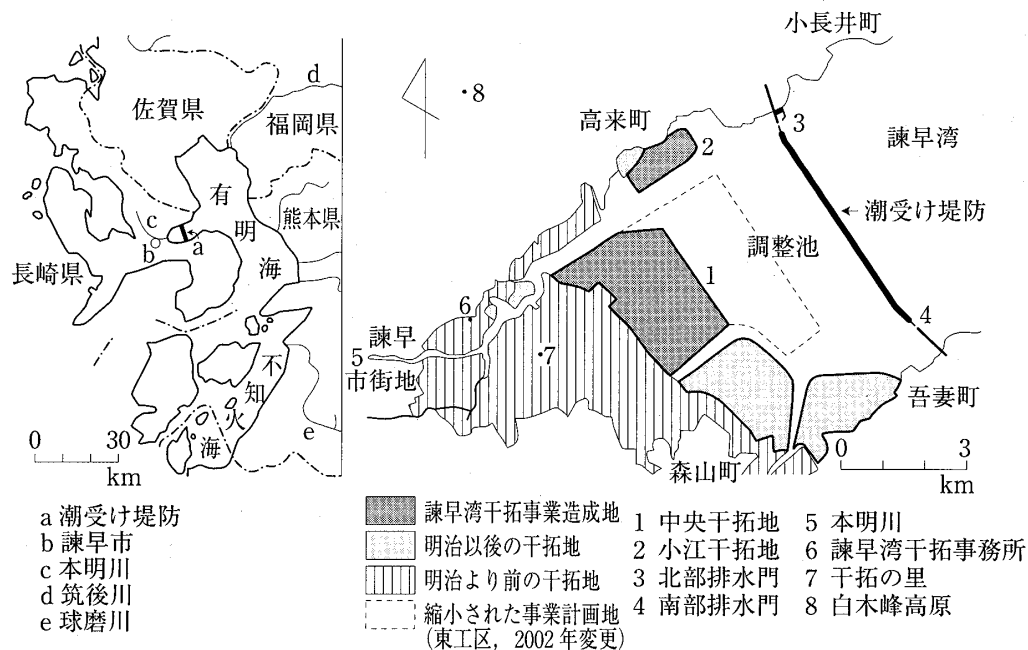 佐賀県
d
福岡県
有
明
海
熊本県
c
b
a
長崎県
不
知
火
海
e
0 30
km
a 潮受け堤防
b 諫早市
c 本明川
d 筑後川
e 球磨川
小長井町
8
高来町
3
2
諫早湾
潮受け堤防
調整池
1
6
諫早
5
市街地
7
4
吾妻町
森山町
0 3
km
諫早湾干拓事業造成地
明治以後の干拓地
明治より前の干拓地
縮小された事業計画地
(東工区,2002年変更)
1 中央干拓地
2 小江干拓地
3 北部排水門
4 南部排水門
5 本明川
6 諫早湾干拓事務所
7 干拓の里
8 白木峰高原